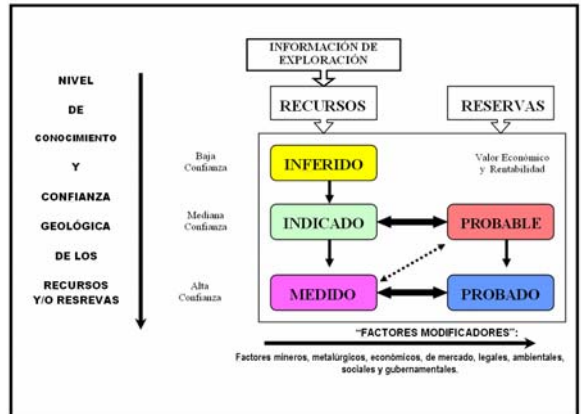 INFORMACIÓN DE
EXPLORACIÓN
NIVEL
DE
CONOCIMIENTO
Y
CONFIANZA
GEOLÓGICA
DE LOS
RECURSOS
Y/O RESREVAS
RECURSOS
RESERVAS
Baja
Confianza
INFERIDO
Valor Económico
y Rentabilidad
Mediana
Confianza
INDICADO
PROBABLE
Alta
Confianza
MEDIDO
PROBADO
“FACTORES MODIFICADORES”:
Factores mineros, metalúrgicos, económicos, de mercado, legales, ambientales,
sociales y gubernamentales.